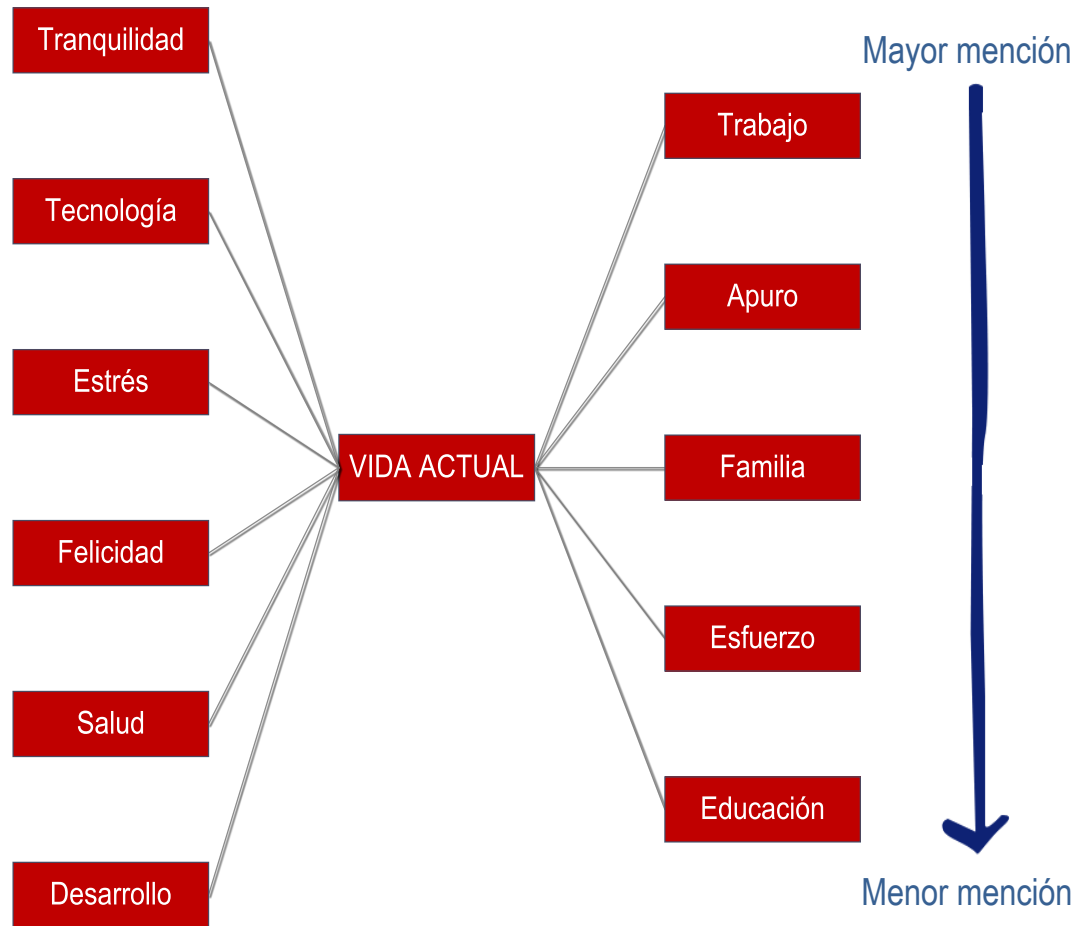 Tranquilidad
Mayor mención
Trabajo
Tecnología
Apuro
Estrés
VIDA ACTUAL
Familia
Felicidad
Esfuerzo
Salud
Educación
Desarrollo
Menor mención